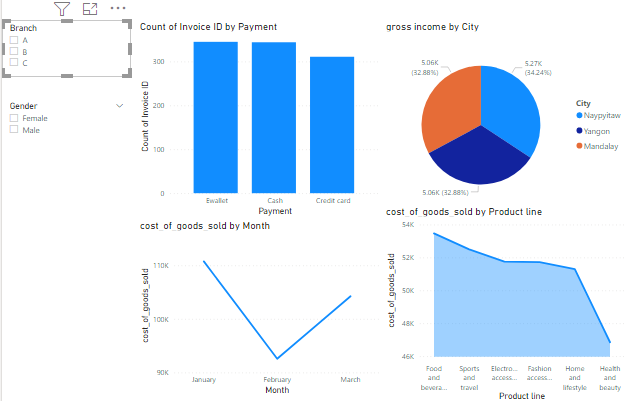 Branch
A
B
C
Gender
Female
Male
Count of Invoice ID by Payment
Count of Invoice ID
300
200
100
0
Ewallet
Cash
Credit card
Payment
gross income by City
5.06K
(32.88%)
5.27K
(34.24%)
5.06K (32.88%)
City
Naypyitaw
Yangon
Mandalay
cost_of_goods_sold by Month
cost_of_goods_sold
110K
100K
90K
January
February
March
Month
cost_of_goods_sold by Product line
cost_of_goods_sold
54K
52K
50K
48K
46K
Food
and
bevera...
Sports
and
travel
Electro...
access...
Fashion
access...
Home
and
lifestyle
Health
and
beauty
Product line